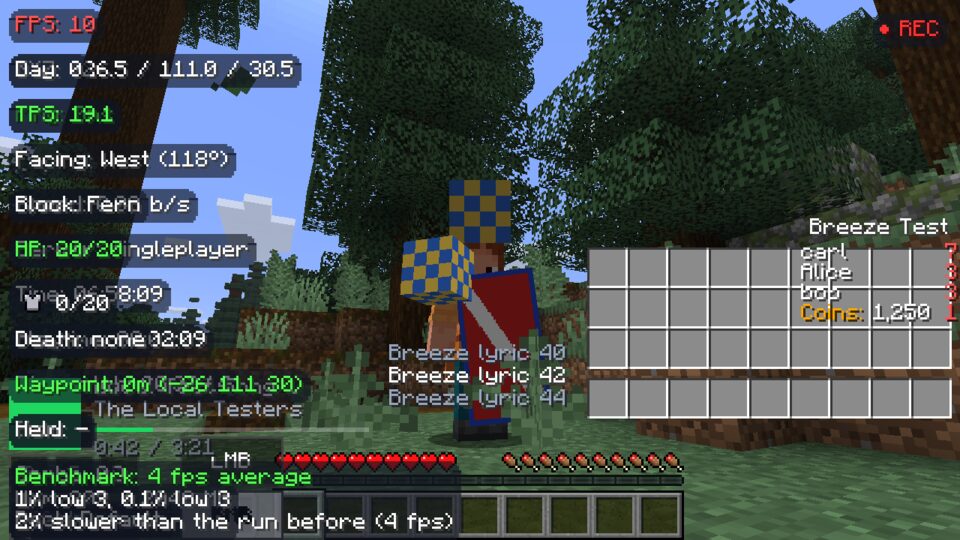 FPS: 10
REC
Day: 026.5 / 111.0 / 30.5
TPS: 19.1
Facing: West (118°)
Block: Fern b/s
HP: 20/20 ingleplayer
8:09
0/20
Death: none 02:09
Waypoint: 0m (-26 111 30)
The Local Testers
Held: —
0:42 / 3:21
LMB
Benchmark: 4 fps average
1% low 3, 0.1% low 3
2% slower than the run before (4 fps)
Breeze lyric 40
Breeze lyric 42
Breeze lyric 44
Breeze Test
carl 7
Alice 3
bob 3
Coins: 1,250 1